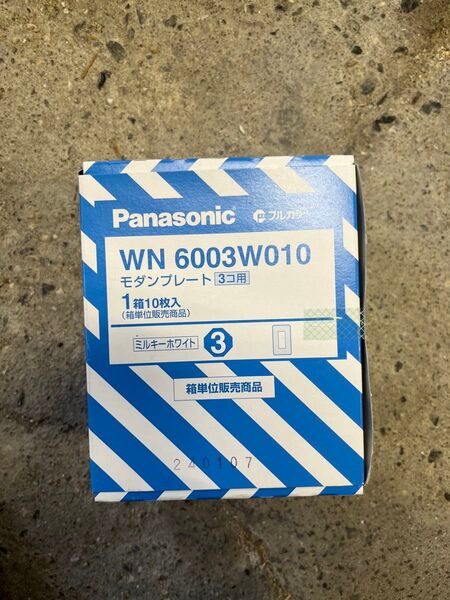 Panasonic フルカラー
WN 6003W010
モダンプレート 3コ用
1箱10枚入
(箱単位販売商品)
ミルキーホワイト 3
箱単位販売商品
240107